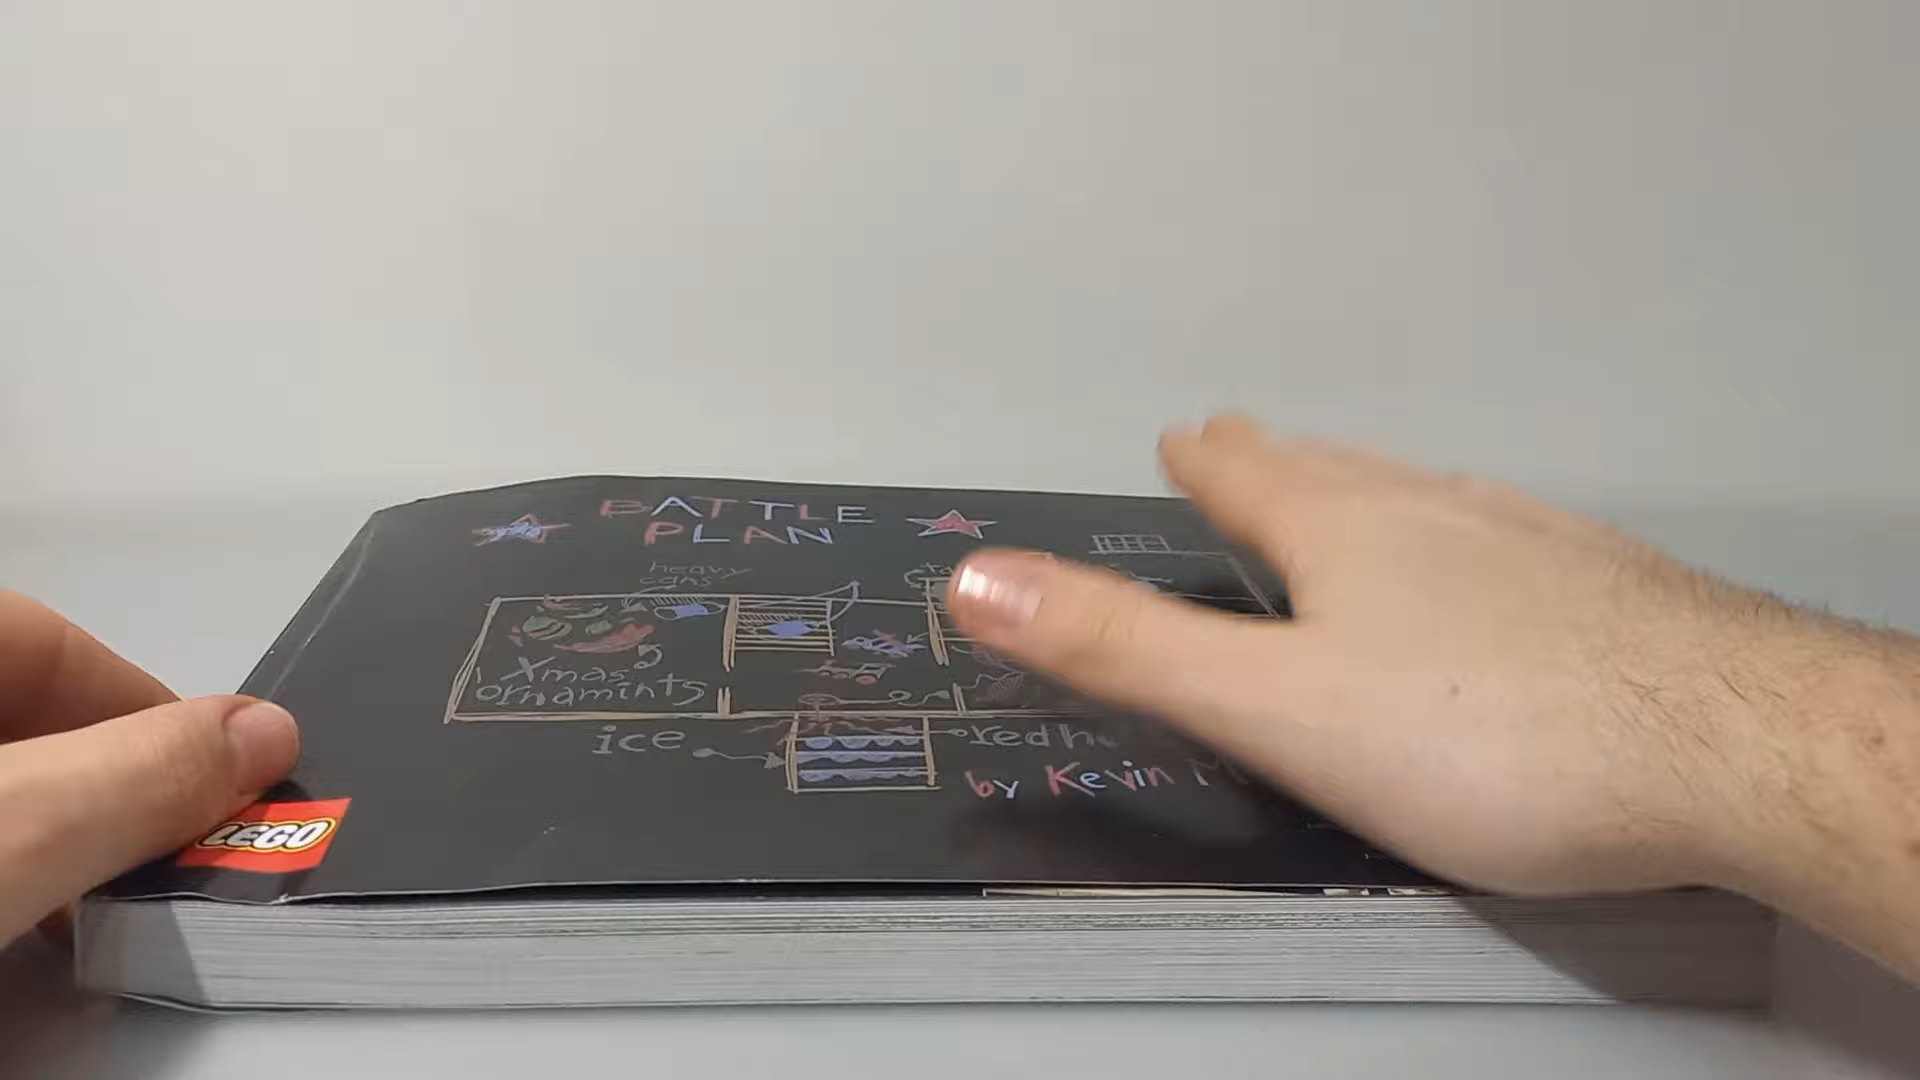 BATTLE
PLAN
heavy
cans
Xmas
ornamints
ice
red
by Kevin
LEGO